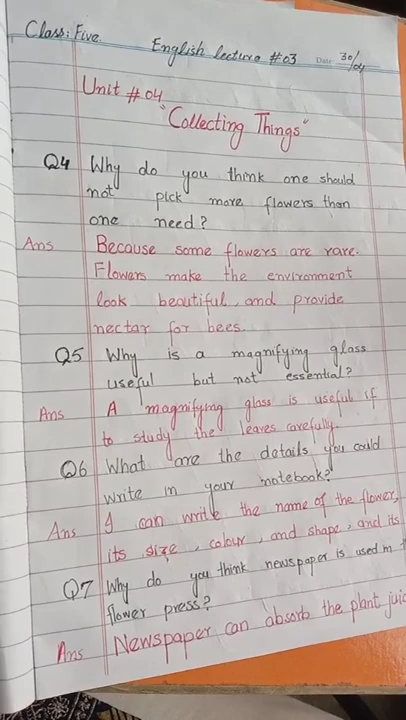 Class: Five
English lecture #03 Date: 30/04
Unit #04
"Collecting Things"
Q4 Why do you think one should
not pick more flowers than
one need?
Ans Because some flowers are rare.
Flowers make the environment
look beautiful, and provide
nectar for bees.
Q5 Why is a magnifying glass
useful but not essential?
Ans A magnifying glass is useful if
to study the leaves carefully.
Q6 What are the details you could
write in your notebook?
Ans I can write the name of the flower,
its size, colour, and shape, and its
Q7 Why do you think newspaper is used in
flower press?
Ans Newspaper can absorb the plant